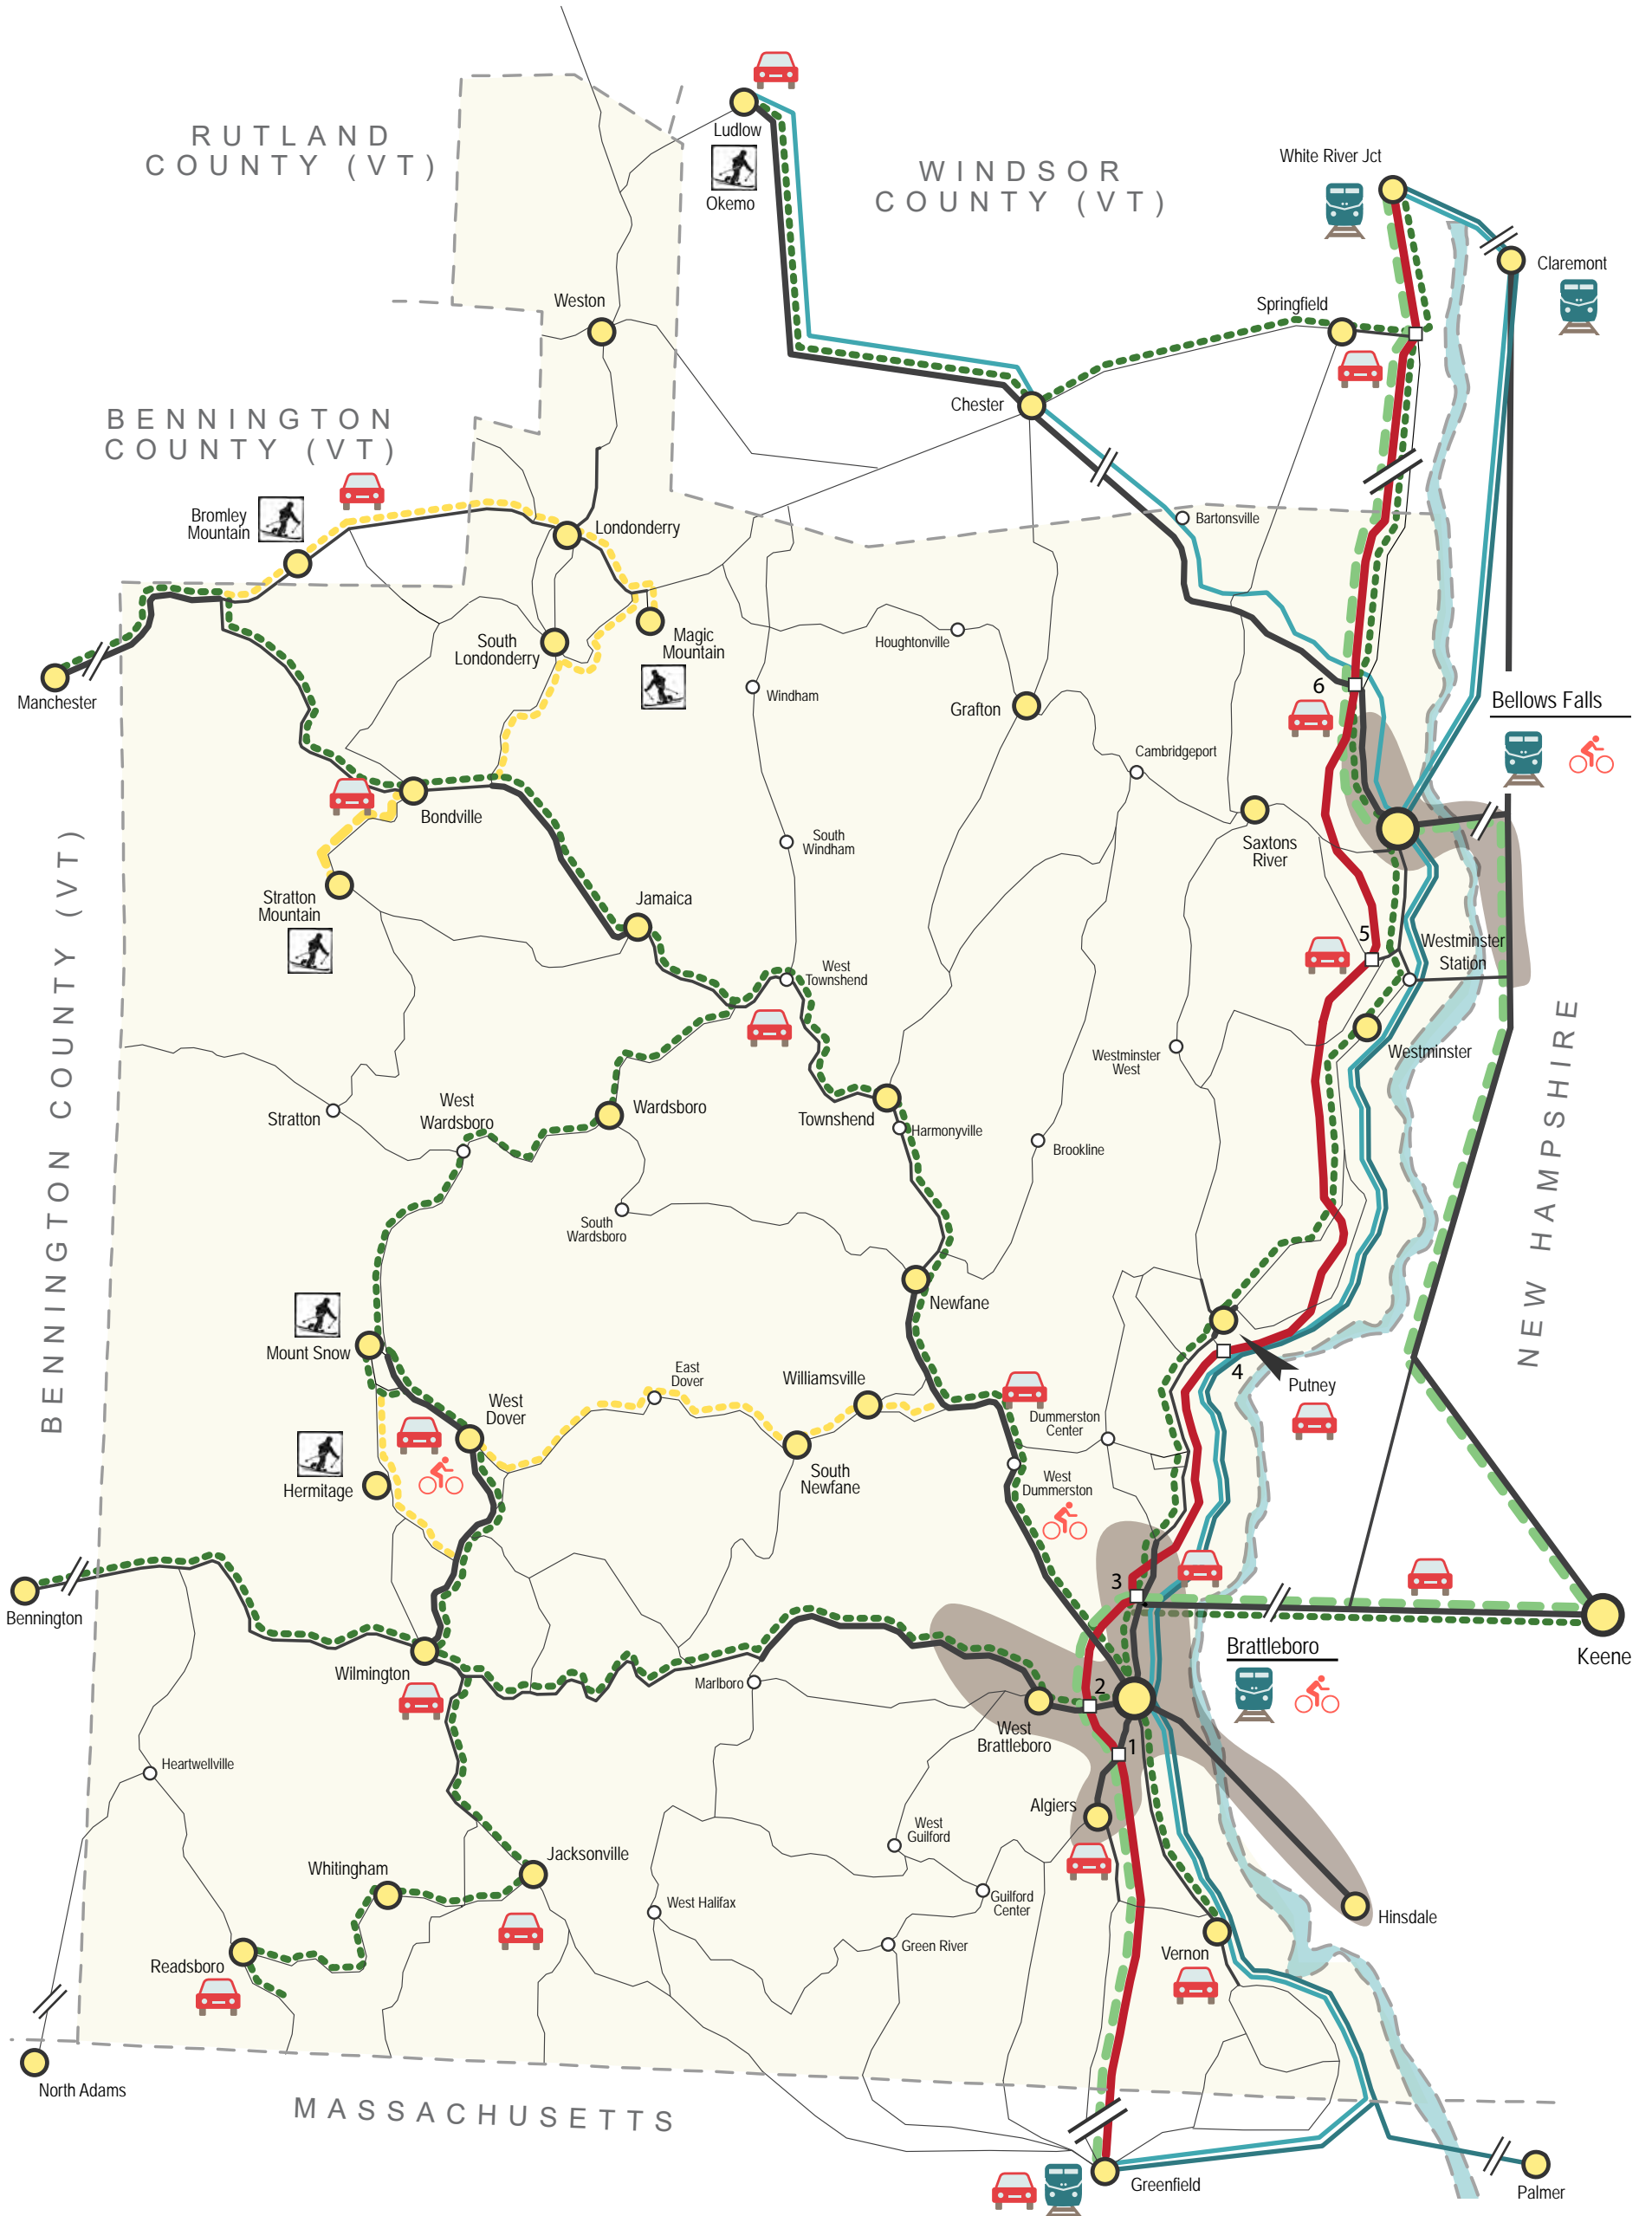 Ludlow
Okemo
RUTLAND
COUNTY (VT)
WINDSOR
COUNTY (VT)
White River Jct
Claremont
Springfield
Weston
Chester
BENNINGTON
COUNTY (VT)
Bromley
Mountain
Londonderry
Bartonsville
South
Londonderry
Magic
Mountain
Houghtonville
Manchester
Windham
Grafton
6
Bellows Falls
Cambridgeport
Bondville
South
Windham
Saxtons
River
Stratton
Mountain
Jamaica
5
Westminster
Station
West
Townshend
Westminster
Westminster
West
Stratton
West
Wardsboro
Wardsboro
Townshend
Harmonyville
Brookline
South
Wardsboro
BENNINGTON COUNTY (VT)
NEW HAMPSHIRE
Newfane
Mount Snow
4
Putney
East
Dover
Williamsville
West
Dover
Dummerston
Center
Hermitage
South
Newfane
West
Dummerston
Bennington
3
Brattleboro
Keene
Wilmington
Marlboro
2
West
Brattleboro
1
Heartwellville
Algiers
West
Guilford
Whitingham
Jacksonville
West Halifax
Guilford
Center
Hinsdale
Green River
Vernon
Readsboro
North Adams
MASSACHUSETTS
Greenfield
Palmer